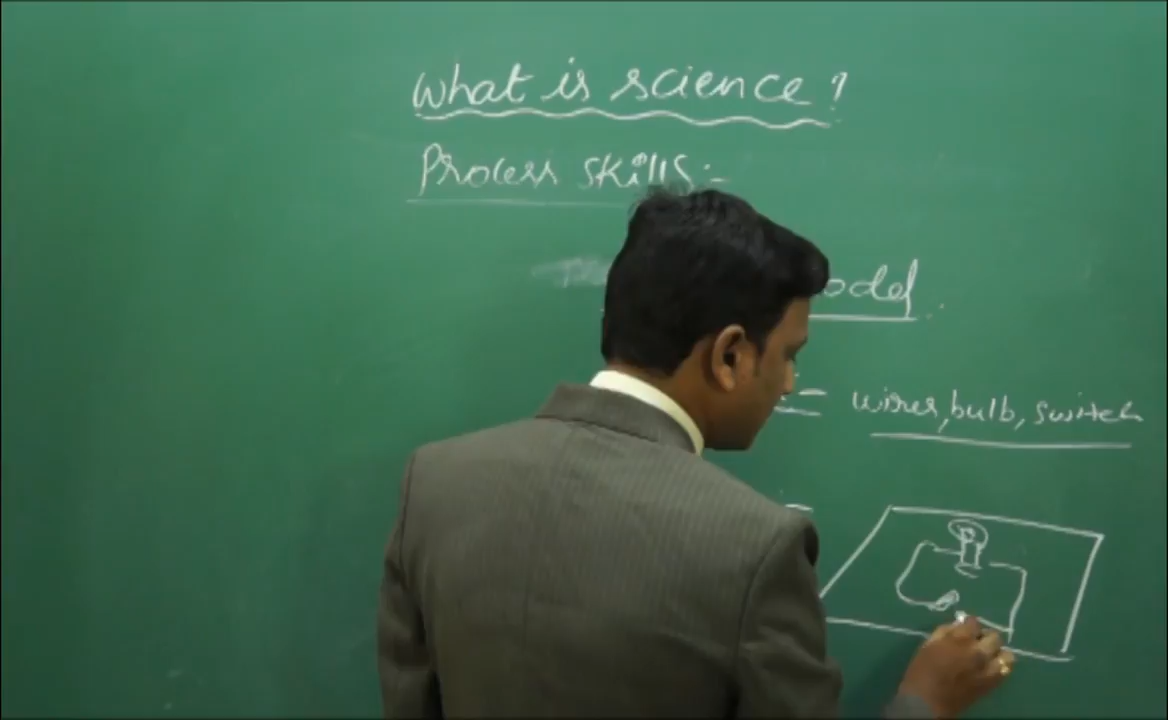 What is science?
Process skills:-
odel
= wires, bulb, switch
=